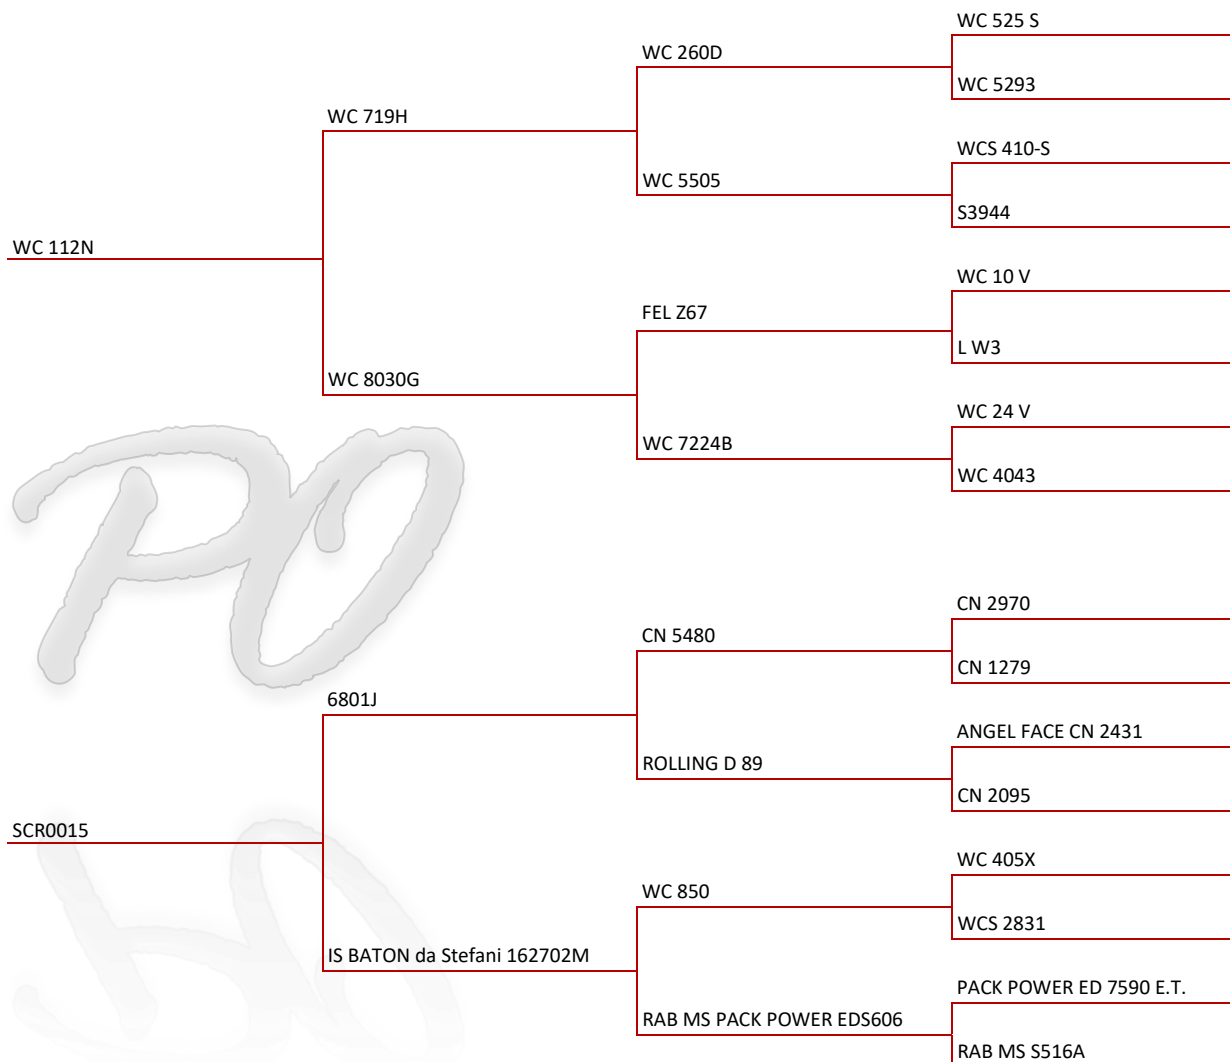 WC 525 S
WC 260D
WC 5293
WC 719H
WCS 410-S
WC 5505
S3944
WC 112N
WC 10 V
FEL Z67
L W3
WC 8030G
WC 24 V
WC 7224B
WC 4043
PO
CN 2970
CN 5480
CN 1279
6801J
ANGEL FACE CN 2431
ROLLING D 89
CN 2095
SCR0015
WC 405X
WC 850
WCS 2831
IS BATON da Stefani 162702M
PACK POWER ED 7590 E.T.
RAB MS PACK POWER EDS606
RAB MS S516A